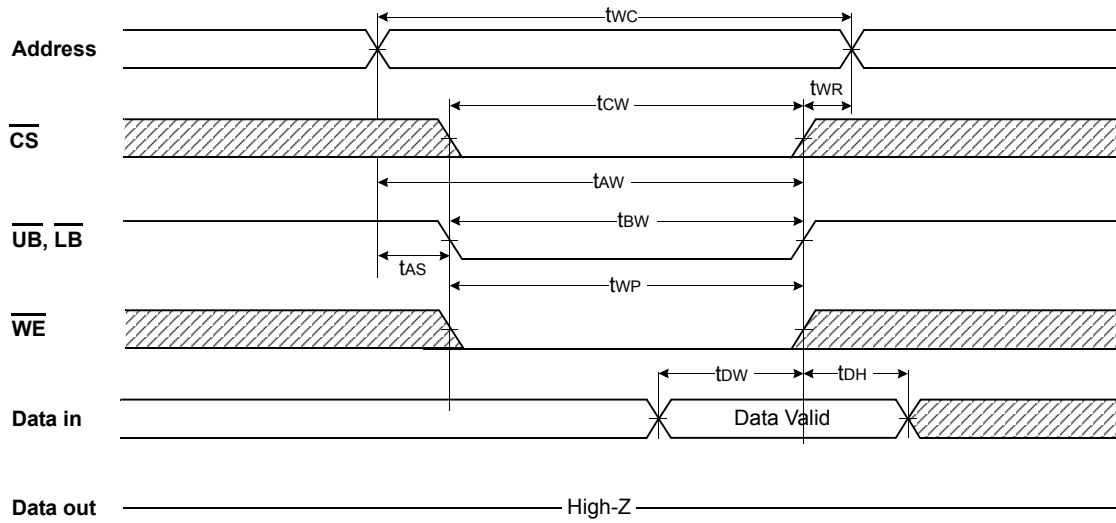 tWC
Address
tCW
tWR
CS
tAW
UB, LB
tBW
tAS
tWP
WE
tDW
tDH
Data in
Data Valid
Data out
High-Z